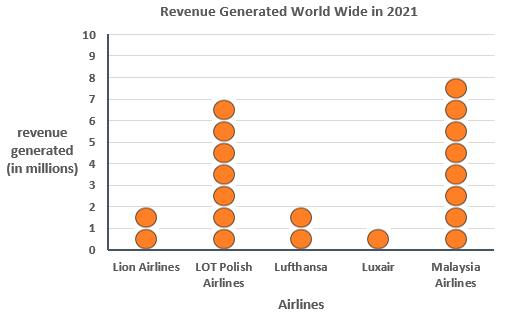 Revenue Generated World Wide in 2021
10
9
8
7
6
5
4
3
2
1
0
revenue
generated
(in millions)
Lion Airlines
LOT Polish
Airlines
Lufthansa
Luxair
Malaysia
Airlines
Airlines